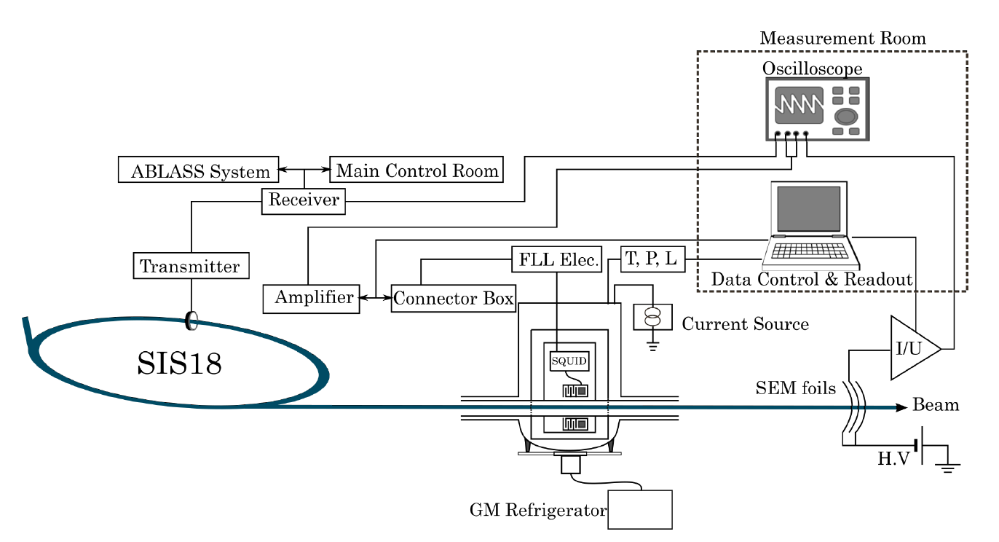 Measurement Room
Oscilloscope
ABLASS System
Main Control Room
Receiver
Transmitter
FLL Elec.
T, P, L
Data Control & Readout
Amplifier
Connector Box
Current Source
I/U
SIS18
SQUID
SEM foils
Beam
H.V
GM Refrigerator